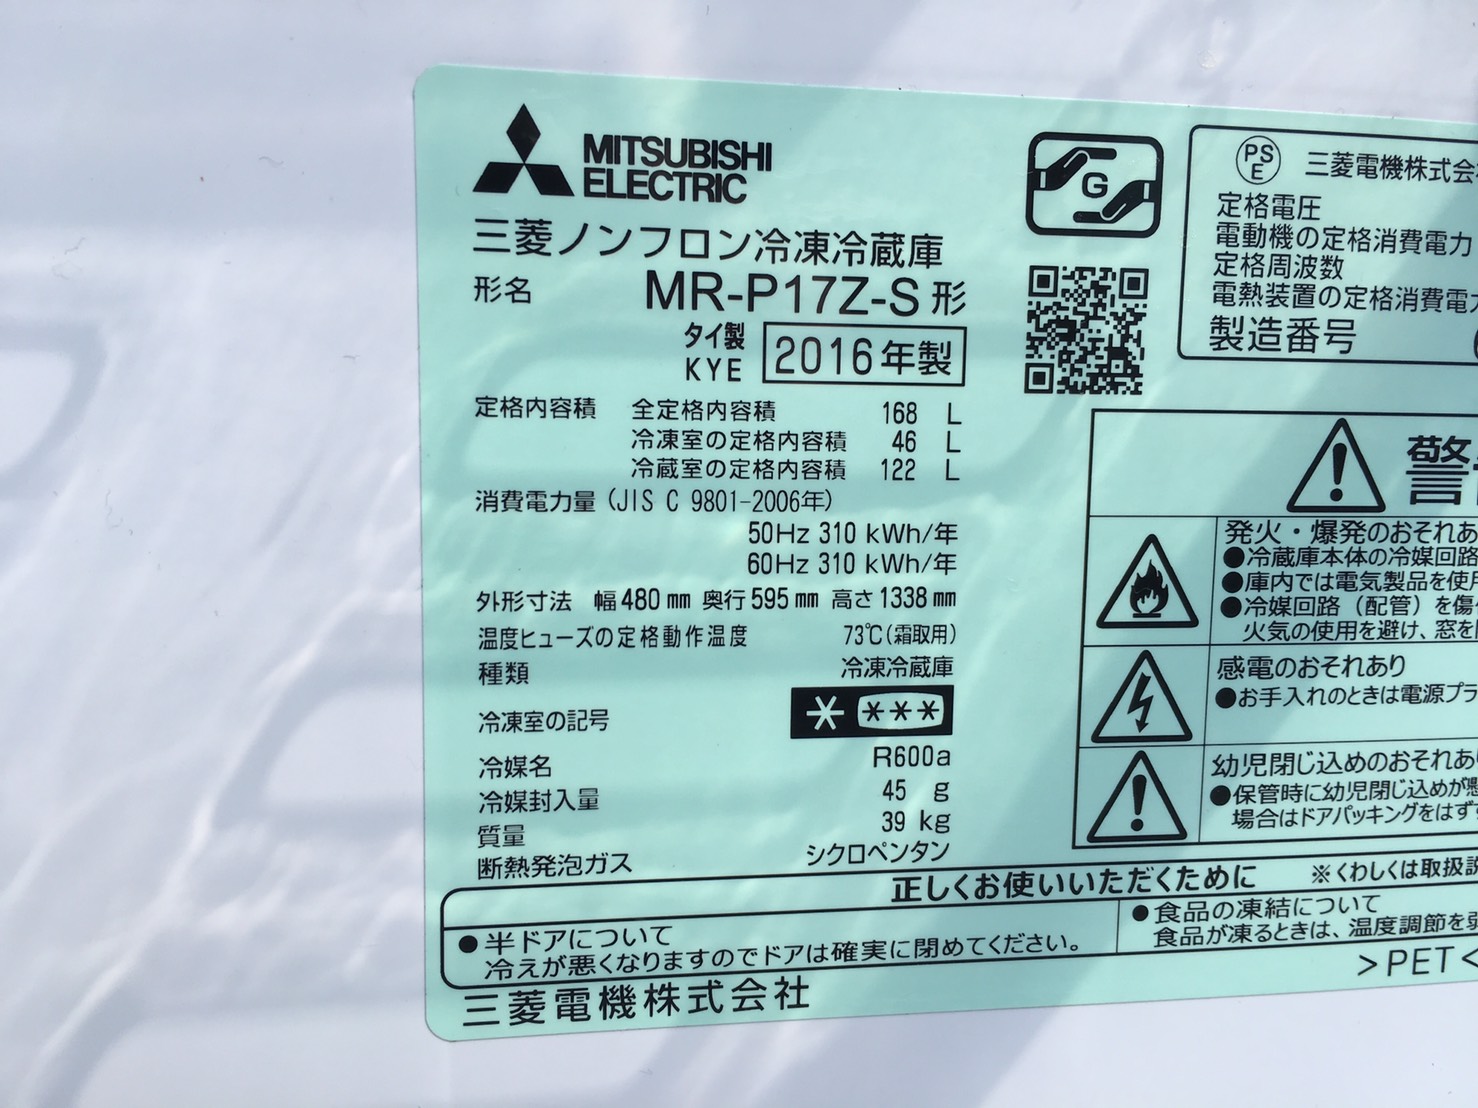 MITSUBISHI
ELECTRIC
三菱ノンフロン冷凍冷蔵庫
形名 MR-P17Z-S 形
タイ製
KYE 2016年製
定格内容積 全定格内容積 168 L
冷凍室の定格内容積 46 L
冷蔵室の定格内容積 122 L
消費電力量 (JIS C 9801-2006年)
50Hz 310 kWh/年
60Hz 310 kWh/年
外形寸法 幅480mm 奥行595mm 高さ1338mm
温度ヒューズの定格動作温度 73℃(霜取用)
種類 冷凍冷蔵庫
冷凍室の記号 * ***
冷媒名 R600a
冷媒封入量 45 g
質量 39 kg
断熱発泡ガス シクロペンタン
G
PS
E 三菱電機株式会
定格電圧
電動機の定格消費電力
定格周波数
電熱装置の定格消費電力
製造番号
警
発火・爆発のおそれあ
●冷蔵庫本体の冷媒回路
●庫内では電気製品を使用
●冷媒回路(配管)を傷
火気の使用を避け、窓を
感電のおそれあり
●お手入れのときは電源プラ
幼児閉じ込めのおそれあ
●保管時に幼児閉じ込めが
場合はドアパッキングをはず
正しくお使いいただくために ※くわしくは取扱説
●半ドアについて
冷えが悪くなりますのでドアは確実に閉めてください。
●食品の凍結について
食品が凍るときは、温度調節を
三菱電機株式会社
>PET<